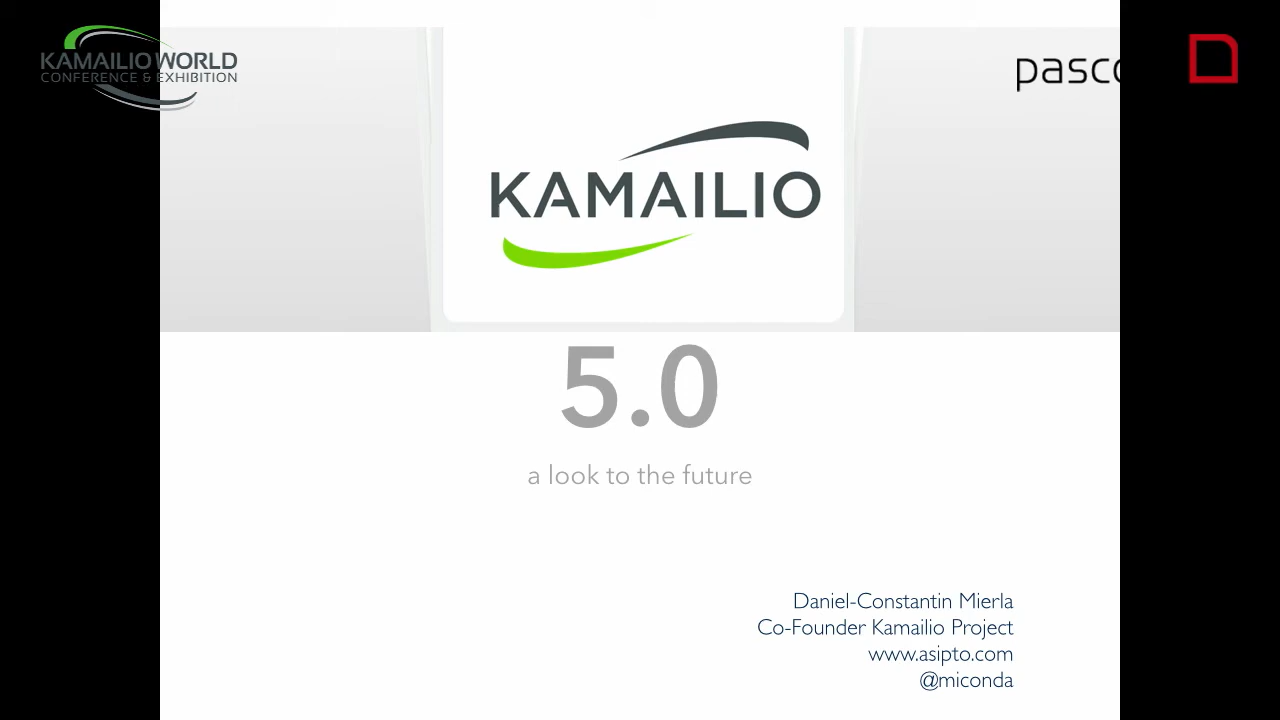 KAMAILIO WORLD
CONFERENCE & EXHIBITION
pasco
KAMAILIO
5.0
a look to the future
Daniel-Constantin Mierla
Co-Founder Kamailio Project
www.asipto.com
@miconda